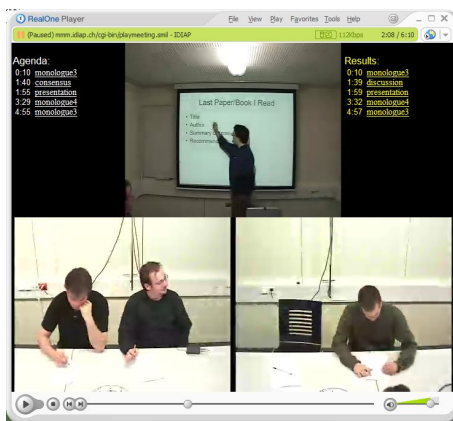 RealOne Player
File View Play Favorites Tools Help
(Paused) mmm.idiap.ch/cgi-bin/playmeeting.smil - IDIAP
112Kbps
2:08 / 6:10
Agenda:
0:10 monologue3
1:40 consensus
1:55 presentation
3:29 monologue4
4:55 monologue3
Last Paper/Book I Read
• Title
• Author
• Summary
• Recommend
Results:
0:10 monologue3
1:39 discussion
1:59 presentation
3:32 monologue4
4:57 monologue3